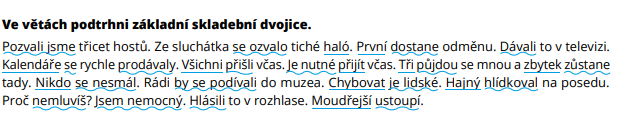 Ve větách podtrhni základní skladební dvojice.
Pozvali jsme třicet hostů. Ze sluchátka se ozvalo tiché haló. První dostane odměnu. Dávali to v televizi.
Kalendáře se rychle prodávaly. Všichni přišli včas. Je nutné přijít včas. Tři půjdou se mnou a zbytek zůstane
tady. Nikdo se nesmál. Rádi by se podívali do muzea. Chybovat je lidské. Hajný hlídkoval na posedu.
Proč nemluvíš? Jsem nemocný. Hlásili to v rozhlase. Moudřejší ustoupí.